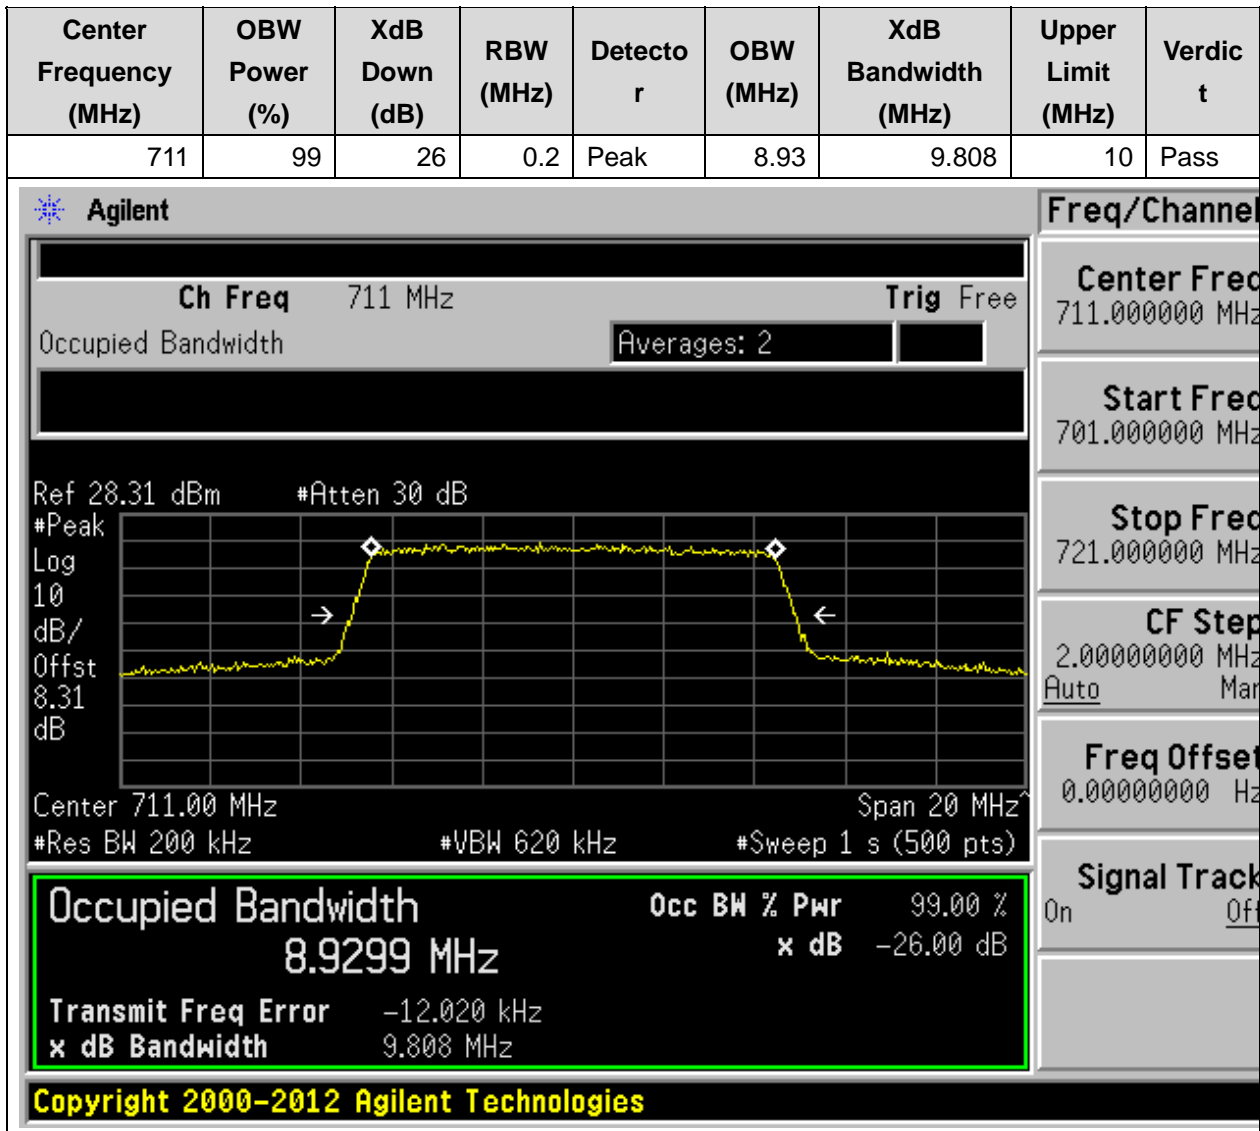 Center Frequency (MHz) OBW Power (%) XdB Down (dB) RBW (MHz) Detecto r OBW (MHz) XdB Bandwidth (MHz) Upper Limit (MHz) Verdic t
711 99 26 0.2 Peak 8.93 9.808 10 Pass
Agilent
Freq/Channel
Ch Freq 711 MHz Trig Free
Occupied Bandwidth Averages: 2
Ref 28.31 dBm #Atten 30 dB
#Peak
Log
10
dB/
Offst
8.31
dB
Center 711.00 MHz Span 20 MHz^
#Res BW 200 kHz #VBW 620 kHz #Sweep 1 s (500 pts)
Occupied Bandwidth
8.9299 MHz
Occ BW % Pwr 99.00 %
x dB -26.00 dB
Transmit Freq Error -12.020 kHz
x dB Bandwidth 9.808 MHz
Center Freq
711.000000 MHz
Start Freq
701.000000 MHz
Stop Freq
721.000000 MHz
CF Step
2.00000000 MHz
Auto Man
Freq Offset
0.00000000 Hz
Signal Track
On Off
Copyright 2000-2012 Agilent Technologies